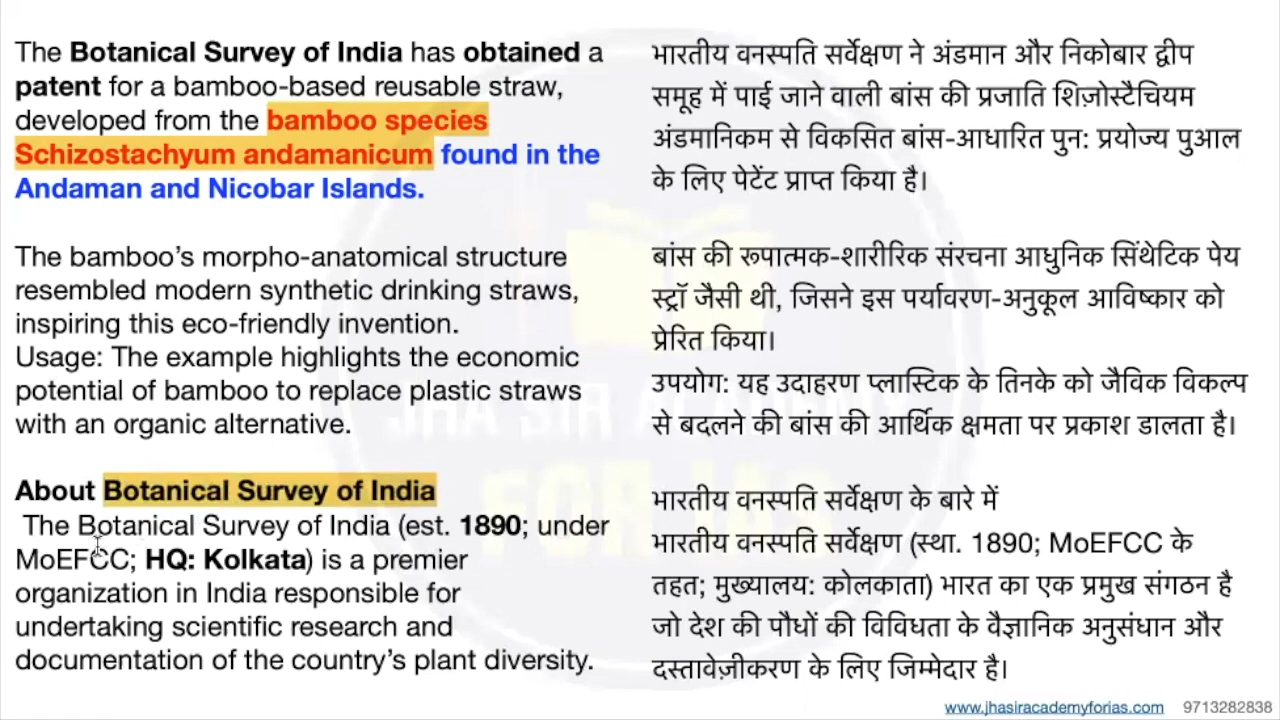 The Botanical Survey of India has obtained a
patent for a bamboo-based reusable straw,
developed from the bamboo species
Schizostachyum andamanicum found in the
Andaman and Nicobar Islands.
The bamboo's morpho-anatomical structure
resembled modern synthetic drinking straws,
inspiring this eco-friendly invention.
Usage: The example highlights the economic
potential of bamboo to replace plastic straws
with an organic alternative.
About Botanical Survey of India
The Botanical Survey of India (est. 1890; under
MoEFCC; HQ: Kolkata) is a premier
organization in India responsible for
undertaking scientific research and
documentation of the country's plant diversity.
भारतीय वनस्पति सर्वेक्षण ने अंडमान और निकोबार द्वीप
समूह में पाई जाने वाली बांस की प्रजाति शिज़ोस्टैचियम
अंडमानिकम से विकसित बांस-आधारित पुन: प्रयोज्य पुआल
के लिए पेटेंट प्राप्त किया है।
बांस की रूपात्मक-शारीरिक संरचना आधुनिक सिंथेटिक पेय
स्ट्रॉ जैसी थी, जिसने इस पर्यावरण-अनुकूल आविष्कार को
प्रेरित किया।
उपयोग: यह उदाहरण प्लास्टिक के तिनके को जैविक विकल्प
से बदलने की बांस की आर्थिक क्षमता पर प्रकाश डालता है।
भारतीय वनस्पति सर्वेक्षण के बारे में
भारतीय वनस्पति सर्वेक्षण (स्था. 1890; MoEFCC के
तहत; मुख्यालय: कोलकाता) भारत का एक प्रमुख संगठन है
जो देश की पौधों की विविधता के वैज्ञानिक अनुसंधान और
दस्तावेज़ीकरण के लिए जिम्मेदार है।
JHA SIR ACADEMY
FOR IAS
www.jhasiracademyforias.com 9713282838